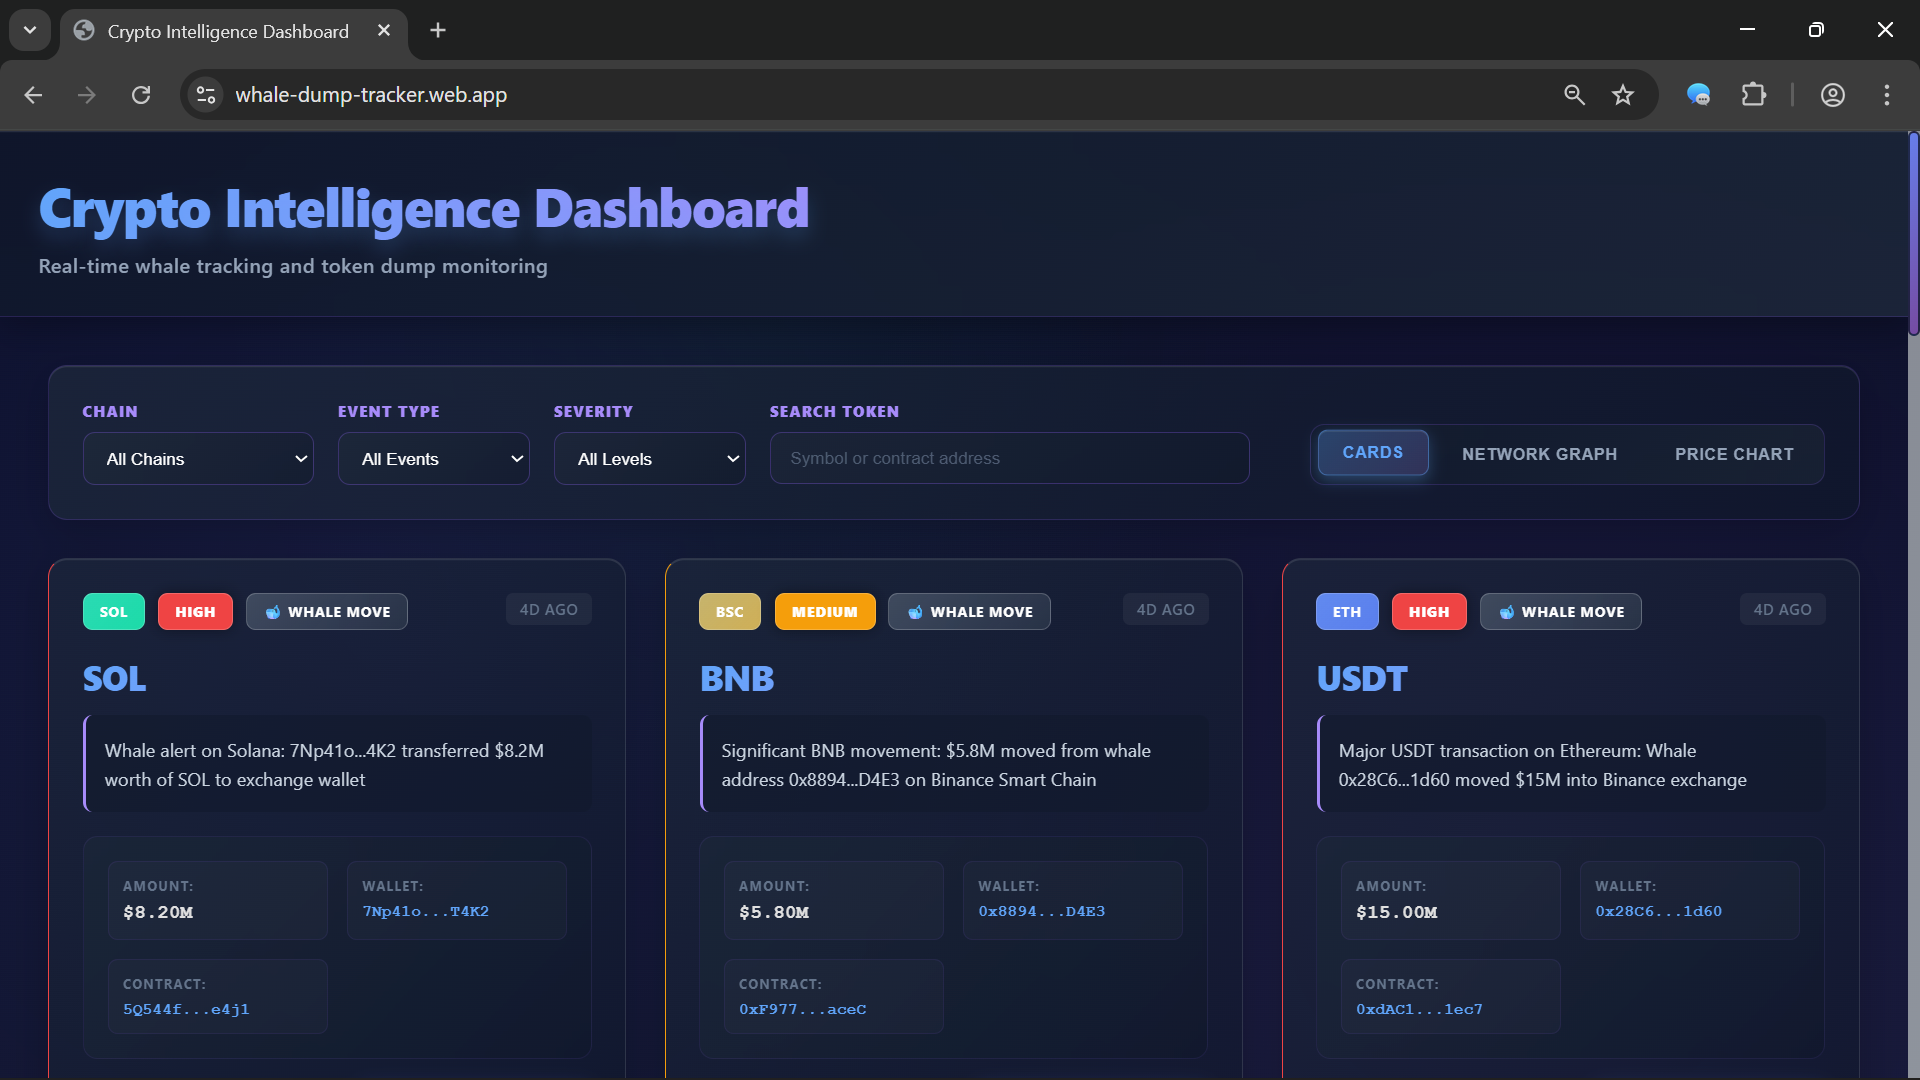 Crypto Intelligence Dashboard
whale-dump-tracker.web.app
Crypto Intelligence Dashboard
Real-time whale tracking and token dump monitoring
CHAIN
EVENT TYPE
SEVERITY
SEARCH TOKEN
All Chains
All Events
All Levels
Symbol or contract address
CARDS
NETWORK GRAPH
PRICE CHART
SOL
HIGH
WHALE MOVE
4D AGO
SOL
Whale alert on Solana: 7Np41o...4K2 transferred $8.2M
worth of SOL to exchange wallet
AMOUNT:
$8.20M
WALLET:
7Np41o...T4K2
CONTRACT:
5Q544f...e4j1
BSC
MEDIUM
WHALE MOVE
4D AGO
BNB
Significant BNB movement: $5.8M moved from whale
address 0x8894...D4E3 on Binance Smart Chain
AMOUNT:
$5.80M
WALLET:
0x8894...D4E3
CONTRACT:
0xF977...aceC
ETH
HIGH
WHALE MOVE
4D AGO
USDT
Major USDT transaction on Ethereum: Whale
0x28C6...1d60 moved $15M into Binance exchange
AMOUNT:
$15.00M
WALLET:
0x28C6...1d60
CONTRACT:
0xdAC1...1ec7